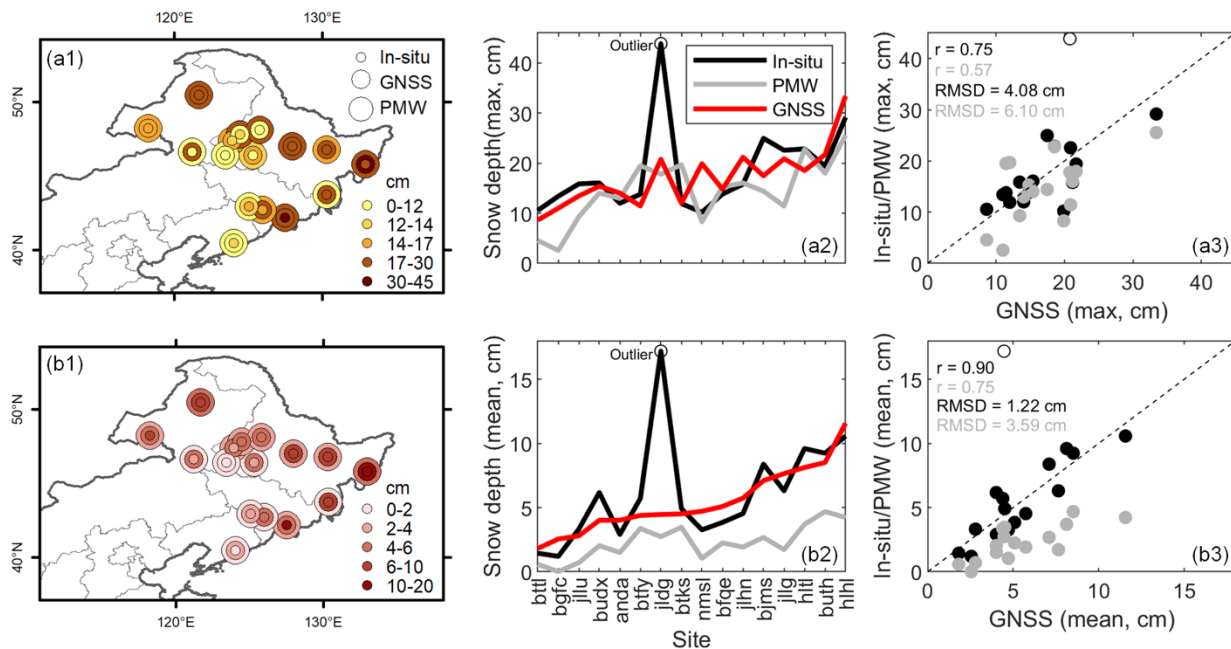 120°E
130°E
(a1)
In-situ
GNSS
PMW
50°N
40°N
cm
0-12
12-14
14-17
17-30
30-45
120°E
130°E
Snow depth(max, cm)
40
30
20
10
0
Outlier
In-situ
PMW
GNSS
(a2)
In-situ/PMW (max, cm)
40
30
20
10
0
r = 0.75
r = 0.57
RMSD = 4.08 cm
RMSD = 6.10 cm
(a3)
0
10
20
30
40
GNSS (max, cm)
(b1)
50°N
40°N
cm
0-2
2-4
4-6
6-10
10-20
120°E
130°E
Snow depth (mean, cm)
15
10
5
0
Outlier
(b2)
bttl
bgfc
jllu
budx
anda
btfy
jldg
btks
nmsl
bfqe
jlhn
bjms
jllg
hltl
buth
hlhl
Site
In-situ/PMW (mean, cm)
15
10
5
0
r = 0.90
r = 0.75
RMSD = 1.22 cm
RMSD = 3.59 cm
(b3)
0
5
10
15
GNSS (mean, cm)